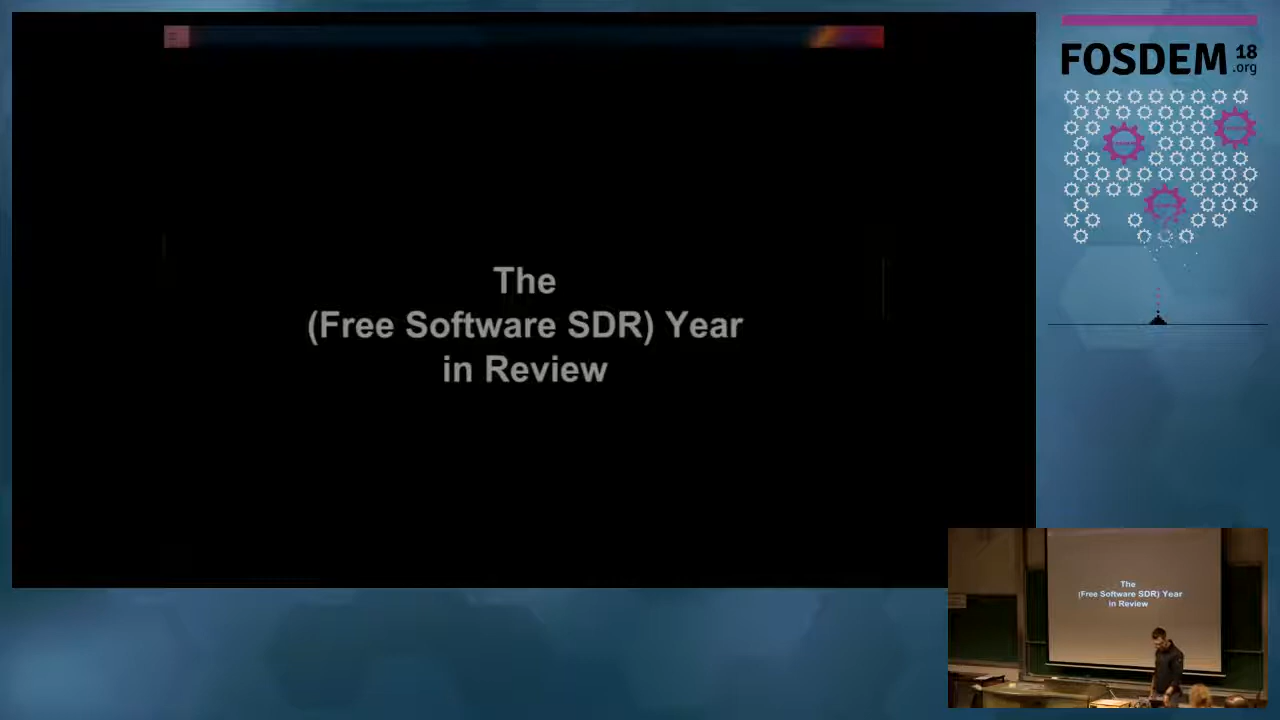 The
(Free Software SDR) Year
in Review
FOSDEM 18
.org
The
(Free Software SDR) Year
in Review